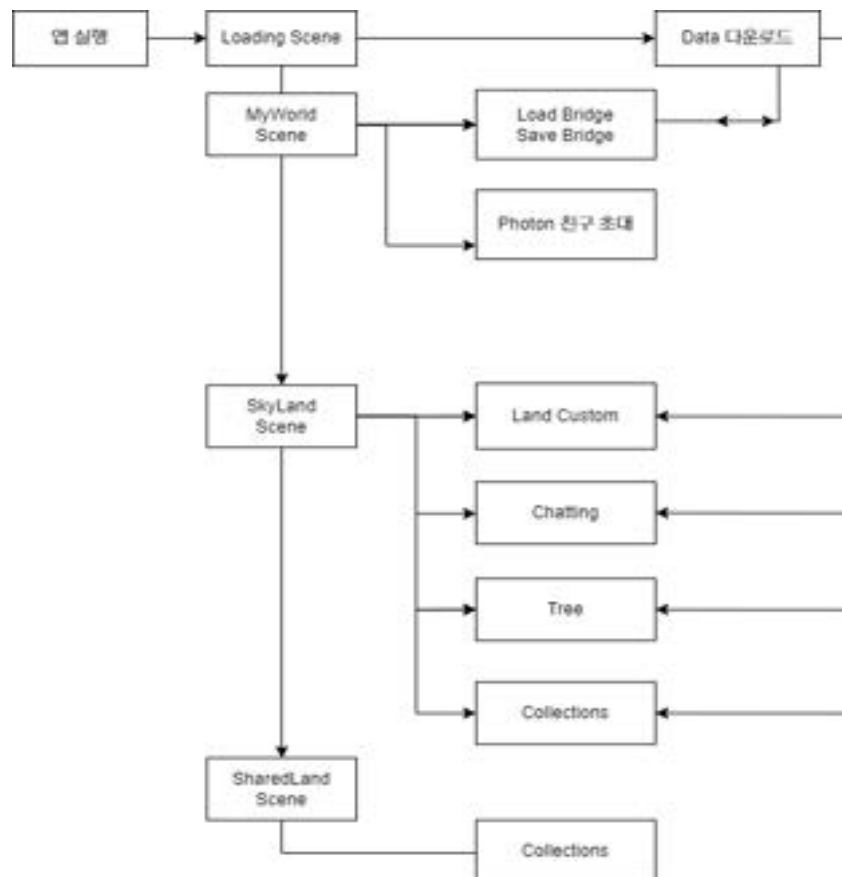 앱 실행
Loading Scene
Data 다운로드
MyWorld
Scene
Load Bridge
Save Bridge
Photon 친구 초대
SkyLand
Scene
Land Custom
Chatting
Tree
Collections
SharedLand
Scene
Collections